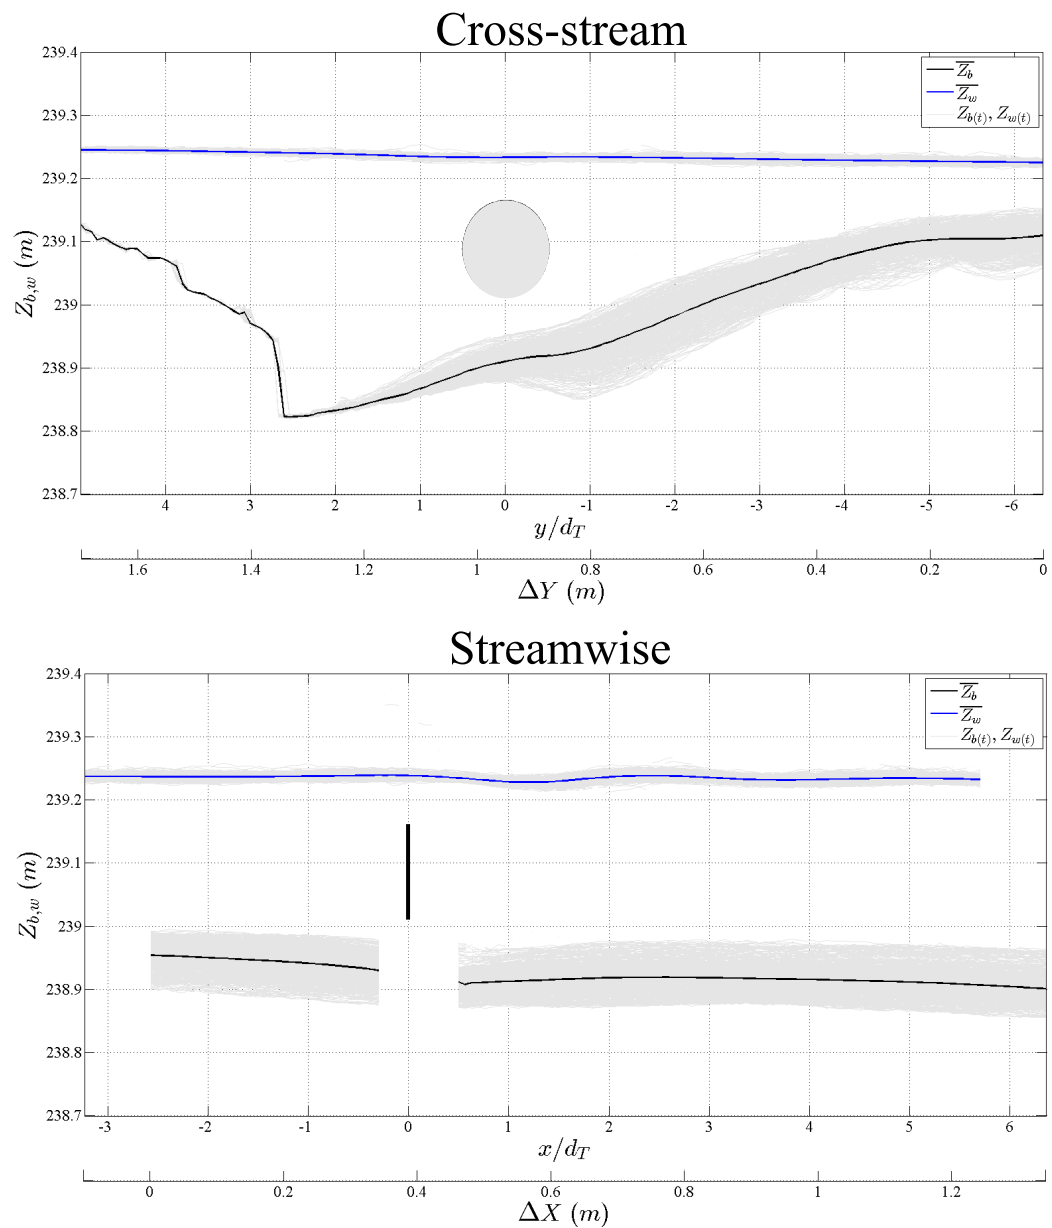 Cross-stream
239.4
239.3
239.2
239.1
239
238.9
238.8
238.7
Z_{b,w} (m)
\overline{Z_b}
\overline{Z_w}
Z_{b(t)}, Z_{w(t)}
4 3 2 1 0 -1 -2 -3 -4 -5 -6
y/d_T
1.6 1.4 1.2 1 0.8 0.6 0.4 0.2 0
ΔY (m)
Streamwise
239.4
239.3
239.2
239.1
239
238.9
238.8
238.7
Z_{b,w} (m)
\overline{Z_b}
\overline{Z_w}
Z_{b(t)}, Z_{w(t)}
-3 -2 -1 0 1 2 3 4 5 6
x/d_T
0 0.2 0.4 0.6 0.8 1 1.2
ΔX (m)